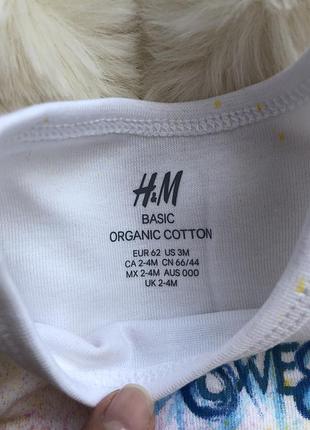 H&M
BASIC
ORGANIC COTTON
EUR 62 US 3M
CA 2-4M CN 66/44
MX 2-4M AUS 000
UK 2-4M